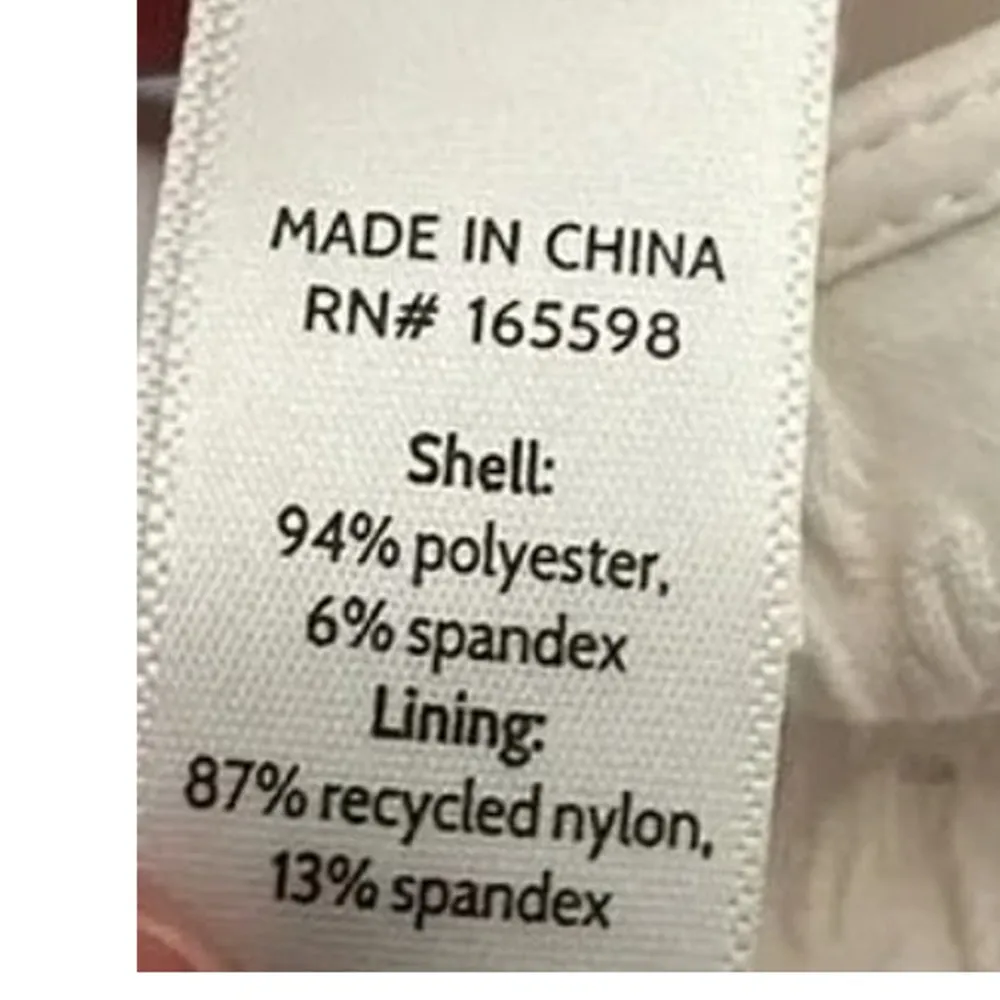 MADE IN CHINA
RN# 165598
Shell:
94% polyester,
6% spandex
Lining:
87% recycled nylon,
13% spandex